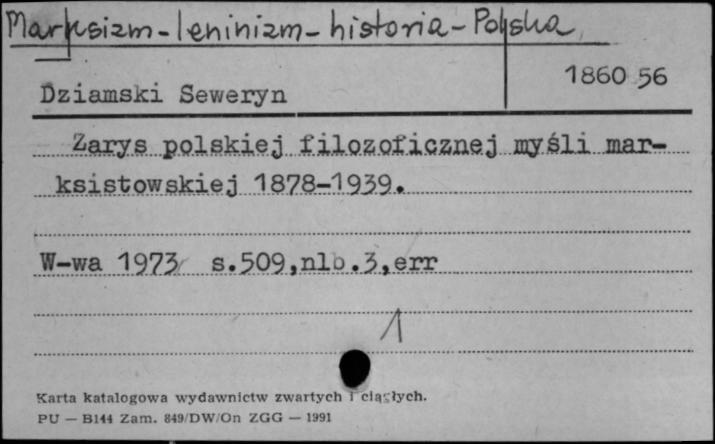 Marksizm-leninizm-historia-Polska
1860 56
Dziamski Seweryn
Zarys polskiej filozoficznej myśli mar-
ksistowskiej 1878-1939.
W-wa 1973 s.509,nlb.3,err
1
Karta katalogowa wydawnictw zwartych i ciągłych.
PU — B144 Zam. 849/DW/On ZGG — 1991